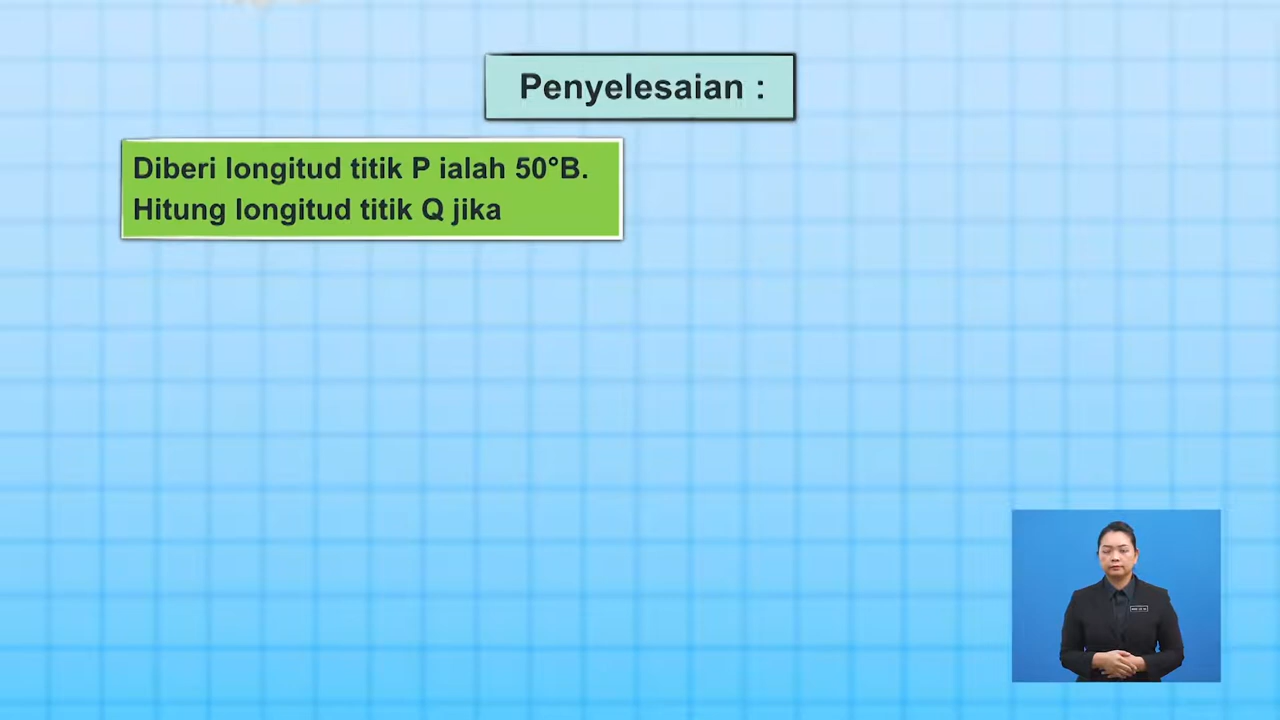 Penyelesaian :
Diberi longitud titik P ialah 50°B.
Hitung longitud titik Q jika